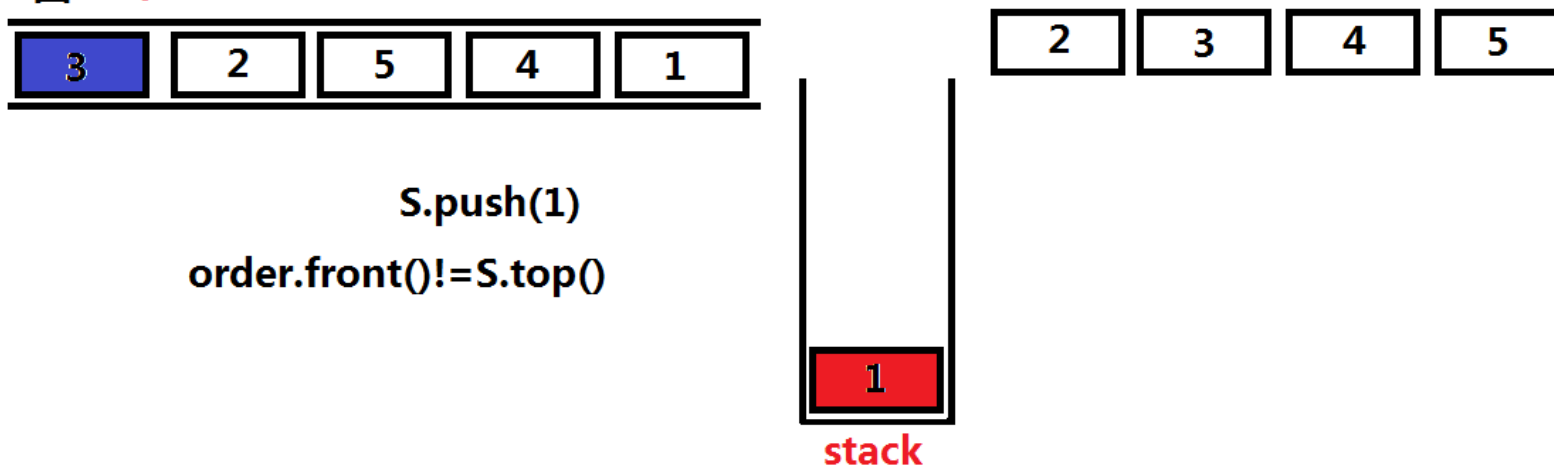 3 2 5 4 1
2 3 4 5
S.push(1)
order.front()!=S.top()
1
stack